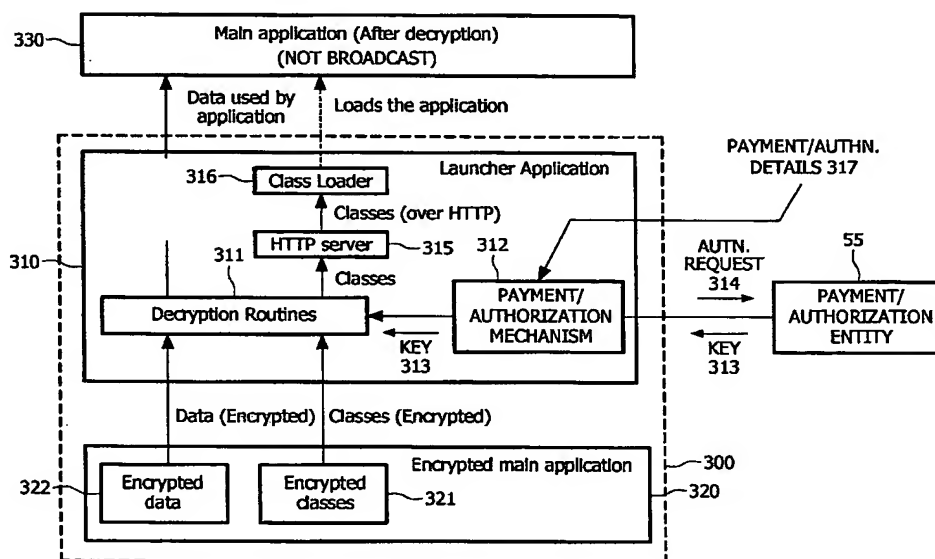 330
Main application (After decryption)
(NOT BROADCAST)
Data used by
application
Loads the application
Launcher Application
PAYMENT/AUTHN.
DETAILS 317
316
Class Loader
Classes (over HTTP)
HTTP server
315
312
310
311
Classes
AUTN.
REQUEST
314
55
Decryption Routines
PAYMENT/
AUTHORIZATION
MECHANISM
PAYMENT/
AUTHORIZATION
ENTITY
KEY
313
KEY
313
Data (Encrypted)
Classes (Encrypted)
Encrypted main application
300
322
Encrypted
data
Encrypted
classes
321
320